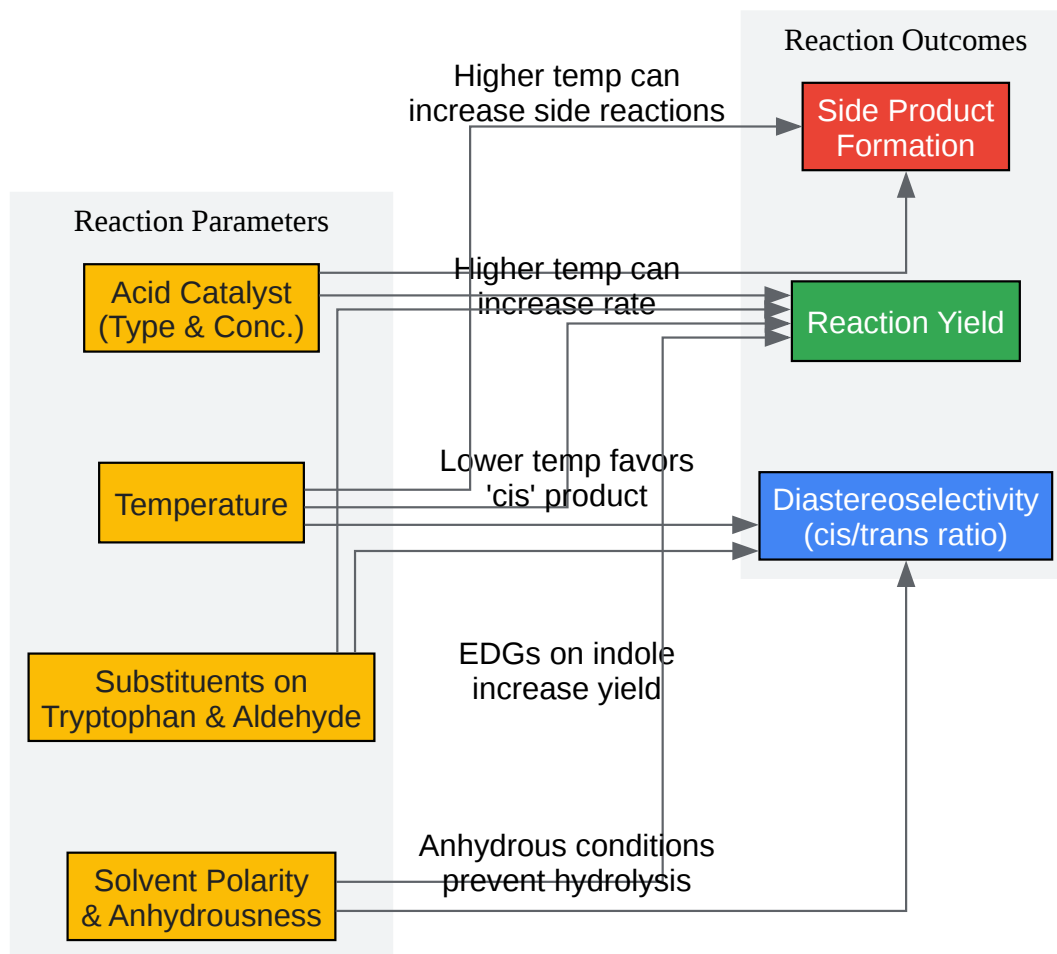 Reaction Outcomes
Higher temp can
increase side reactions
Side Product
Formation
Reaction Parameters
Acid Catalyst
(Type & Conc.)
Higher temp can
increase rate
Reaction Yield
Temperature
Lower temp favors
'cis' product
Diastereoselectivity
(cis/trans ratio)
Substituents on
Tryptophan & Aldehyde
EDGs on indole
increase yield
Solvent Polarity
& Anhydrousness
Anhydrous conditions
prevent hydrolysis